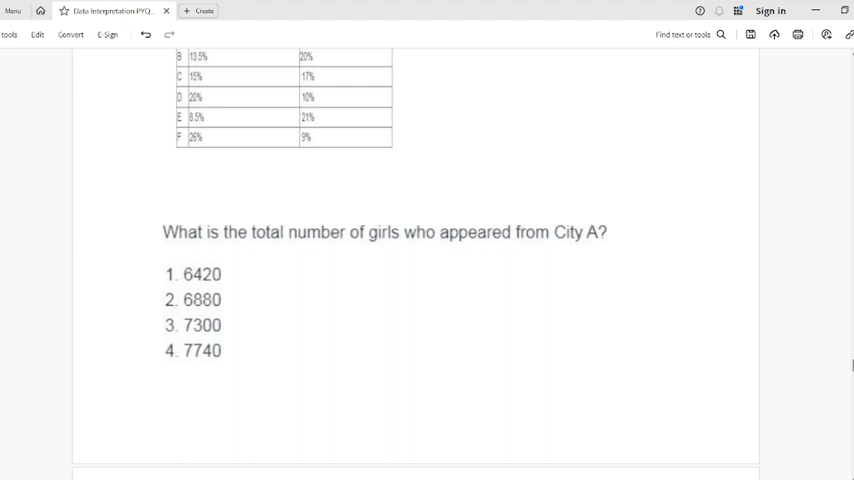 Menu Data Interpretation PYQ... + Create Sign in
tools Edit Convert E-Sign Find text or tools
B 13.5% 20%
C 15% 17%
D 20% 10%
E 8.5% 21%
F 26% 9%
What is the total number of girls who appeared from City A?
1. 6420
2. 6880
3. 7300
4. 7740